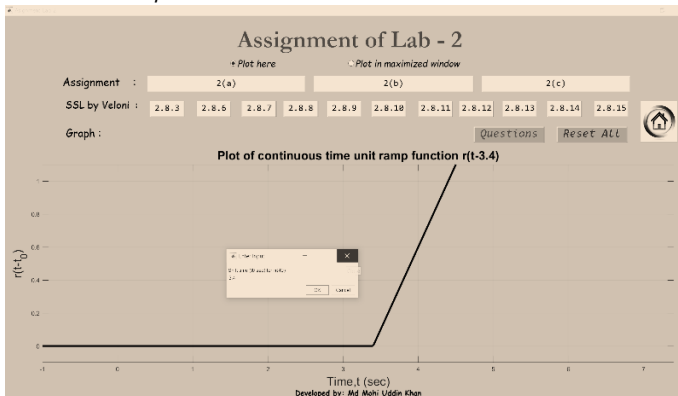 Assignment of Lab - 2
Plot here Plot in maximized window
Assignment : 2(a) 2(b) 2(c)
SSL by Veloni : 2.8.3 2.8.6 2.8.7 2.8.8 2.8.9 2.8.10 2.8.11 2.8.12 2.8.13 2.8.14 2.8.15
Graph : Questions Reset All
Plot of continuous time unit ramp function r(t-3.4)
1
0.8
0.6
0.4
0.2
0
r(t-t0)
OK Cancel
-1 0 1 2 3 4 5 6 7
Time,t (sec)
Developed by: Md Mohi Uddin Khan